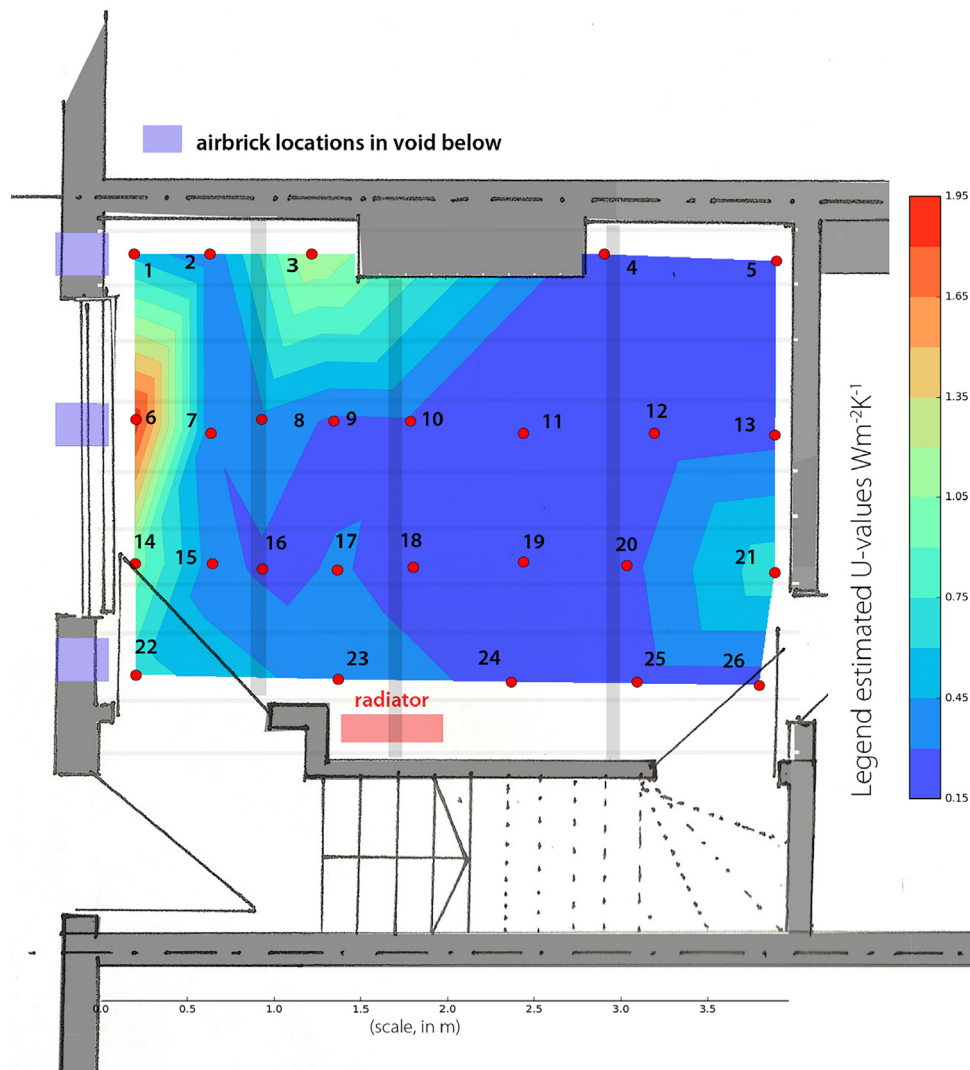 airbrick locations in void below
1.95
1 2 3 4 5
1.65
1.35
6 7 8 9 10 11 12 13
1.05
14 15 16 17 18 19 20 21
0.75
22 23 24 25 26
0.45
radiator
0.15
Legend estimated U-values Wm-2K-1
0.0 0.5 1.0 1.5 2.0 2.5 3.0 3.5
(scale, in m)